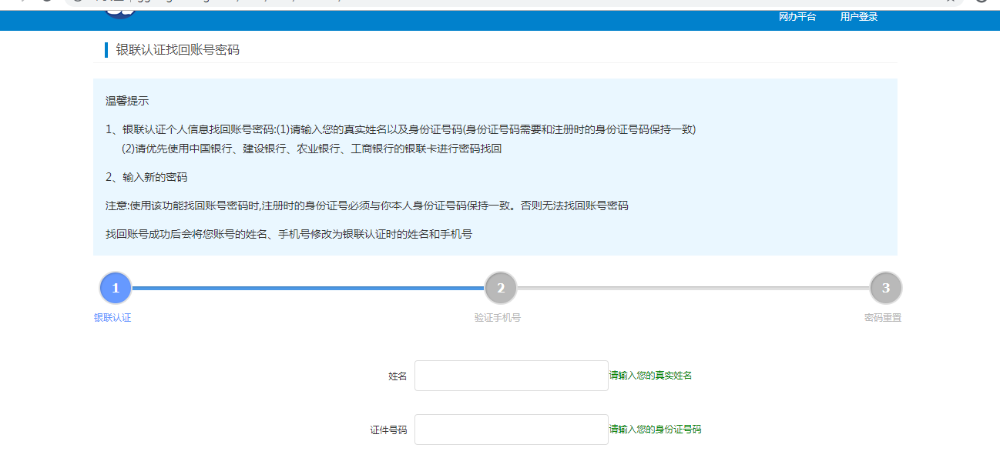 网办平台 用户登录
银联认证找回账号密码
温馨提示
1、银联认证个人信息找回账号密码:(1)请输入您的真实姓名以及身份证号码(身份证号码需要和注册时的身份证号码保持一致)
(2)请优先使用中国银行、建设银行、农业银行、工商银行的银联卡进行密码找回
2、输入新的密码
注意:使用该功能找回账号密码时,注册时的身份证号必须与你本人身份证号码保持一致。否则无法找回账号密码
找回账号成功后会将您账号的姓名、手机号修改为银联认证时的姓名和手机号
1 2 3
银联认证 验证手机号 密码重置
姓名 请输入您的真实姓名
证件号码 请输入您的身份证号码